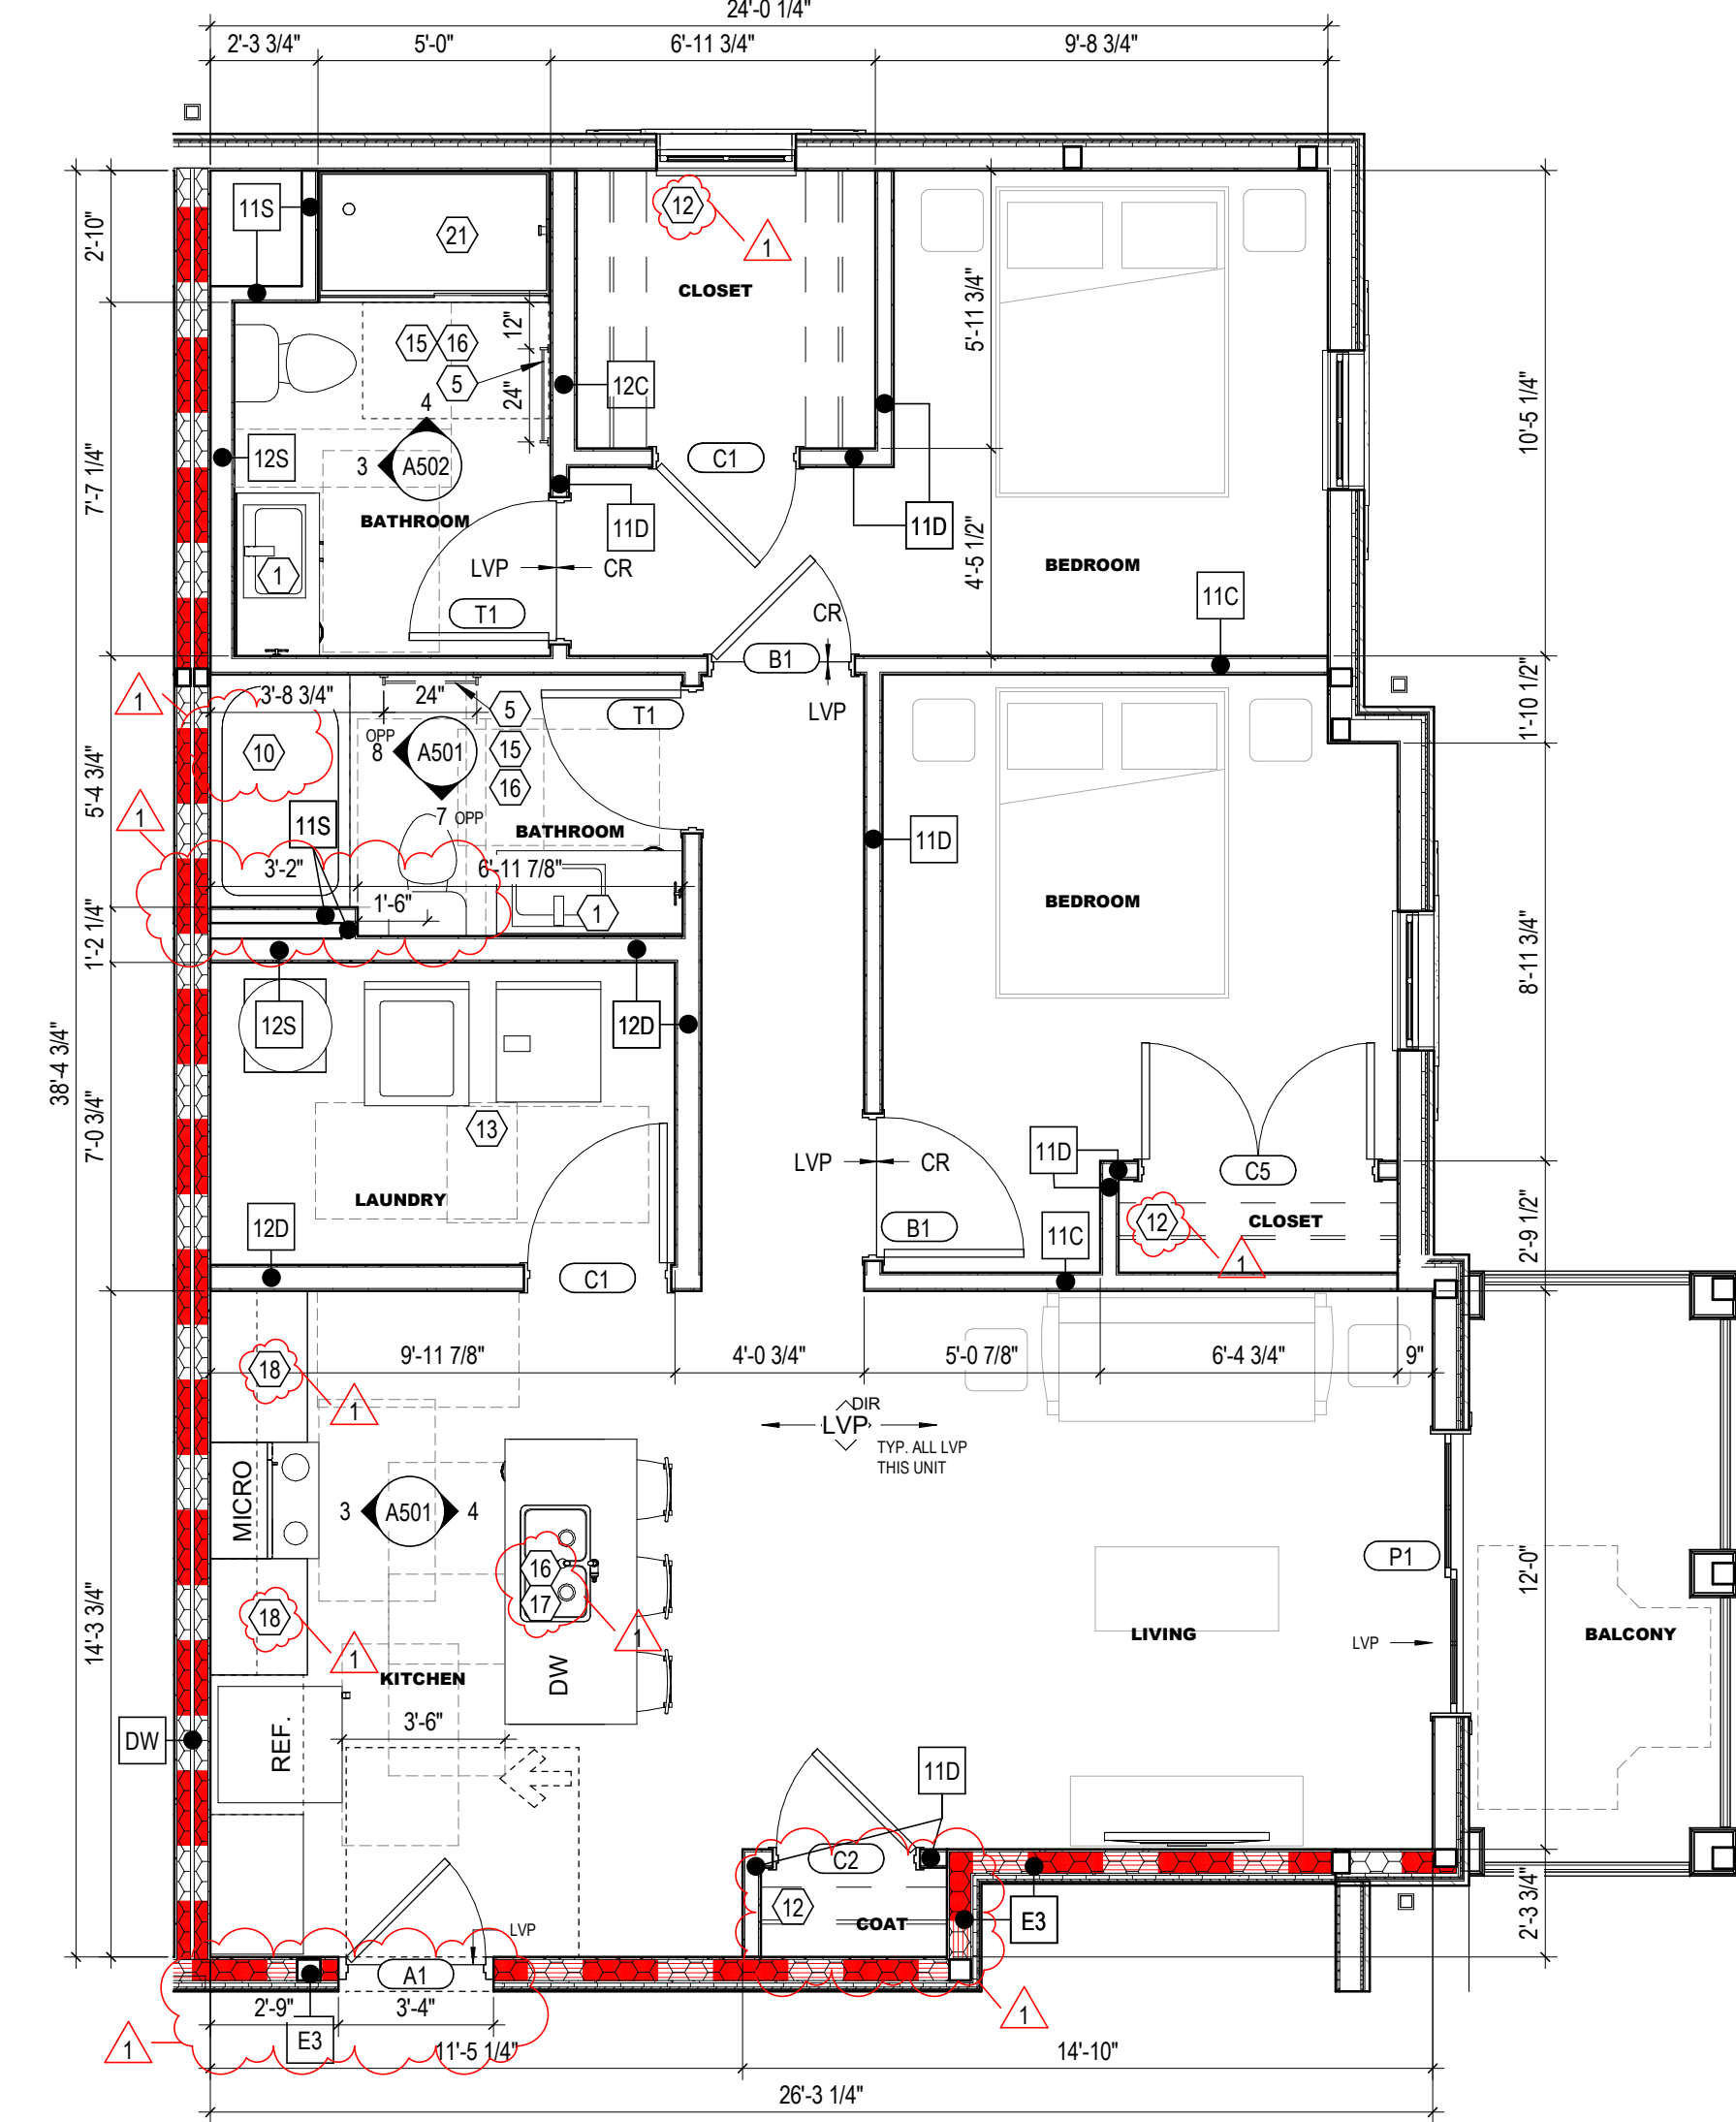 24'-0 1/4"
2'-3 3/4" 5'-0" 6'-11 3/4" 9'-8 3/4"
11S
21
12
1
2'-10"
CLOSET
12"
5'-11 3/4"
15 16
5
24"
4
12C
10'-5 1/4"
12S
3 A502
C1
7'-7 1/4"
BATHROOM
11D
11D
4'-5 1/2"
BEDROOM
1
LVP CR
T1
CR
11C
B1
1
3'-8 3/4" 24"
5
T1
LVP
1'-10 1/2"
OPP
10
8 A501
15
16
5'-4 3/4"
1
11S
7 OPP
BATHROOM
11D
3'-2" 6'-11 7/8"
1'-6"
1
BEDROOM
1'-2 1/4"
8'-11 3/4"
12S
12D
38'-4 3/4"
7'-0 3/4"
13
LVP CR
11D
C5
LAUNDRY
12D
B1
11C
12
CLOSET
1
2'-9 1/2"
C1
18
9'-11 7/8" 4'-0 3/4" 5'-0 7/8" 6'-4 3/4" 9"
1
DIR
LVP
TYP. ALL LVP
THIS UNIT
MICRO
3 A501 4
P1
16
17
12'-0"
18
1
1
14'-3 3/4"
LIVING
LVP
BALCONY
KITCHEN
DW
REF.
3'-6"
DW
11D
C2
12
COAT
E3
LVP
2'-3 3/4"
A1
2'-9" 3'-4"
1
E3
1
11'-5 1/4" 14'-10"
26'-3 1/4"